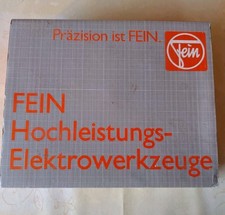 Präzision ist FEIN.
Fein
FEIN
Hochleistungs-
Elektrowerkzeuge